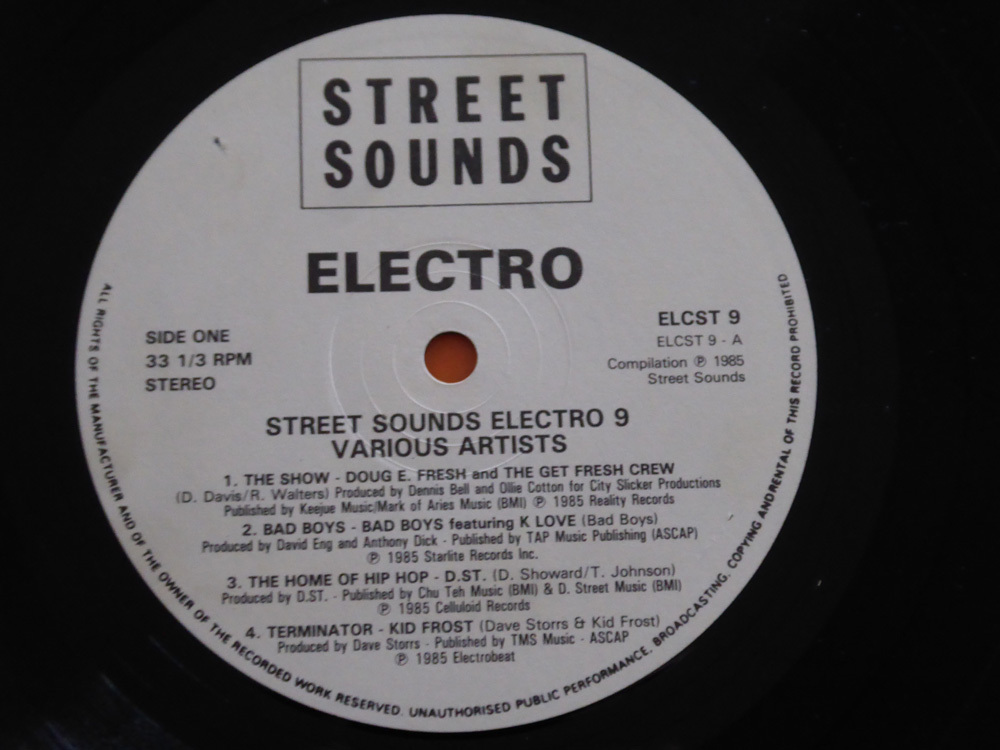 STREET
SOUNDS
ELECTRO
SIDE ONE
33 1/3 RPM
STEREO
ELCST 9
ELCST 9 - A
Compilation ℗ 1985
Street Sounds
STREET SOUNDS ELECTRO 9
VARIOUS ARTISTS
1. THE SHOW - DOUG E. FRESH and THE GET FRESH CREW
(D. Davis/R. Walters) Produced by Dennis Bell and Ollie Cotton for City Slicker Productions
Published by Keejue Music/Mark of Aries Music (BMI) ℗ 1985 Reality Records
2. BAD BOYS - BAD BOYS featuring K LOVE (Bad Boys)
Produced by David Eng and Anthony Dick - Published by TAP Music Publishing (ASCAP)
℗ 1985 Starlite Records Inc.
3. THE HOME OF HIP HOP - D.ST. (D. Showard/T. Johnson)
Produced by D.ST. - Published by Chu Teh Music (BMI) & D. Street Music (BMI)
℗ 1985 Celluloid Records
4. TERMINATOR - KID FROST (Dave Storrs & Kid Frost)
Produced by Dave Storrs - Published by TMS Music - ASCAP
℗ 1985 Electrobeat
ALL RIGHTS OF THE MANUFACTURER AND OF THE OWNER OF THE RECORDED WORK RESERVED. UNAUTHORISED PUBLIC PERFORMANCE, BROADCASTING, COPYING ANDRENTAL OF THIS RECORD PROHIBITED